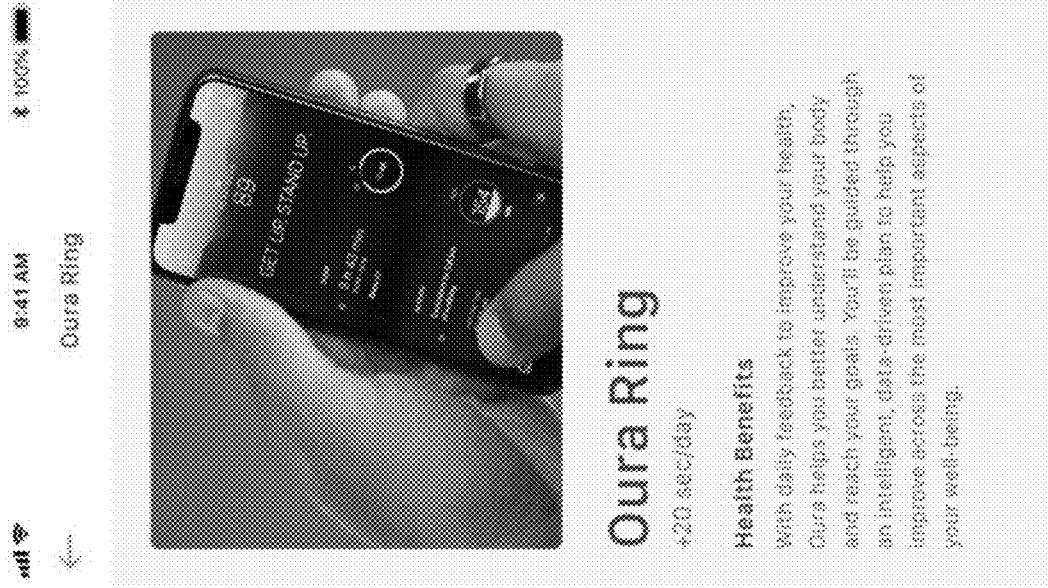 9:41 AM
100%
Oura Ring
69
GET UP, STAND UP
Oura Ring
+20 sec/day
Health Benefits
With daily feedback to improve your health,
Oura helps you better understand your body
and reach your goals. You'll be guided through
an intelligent, data-driven plan to help you
improve across the most important aspects of
your well-being.